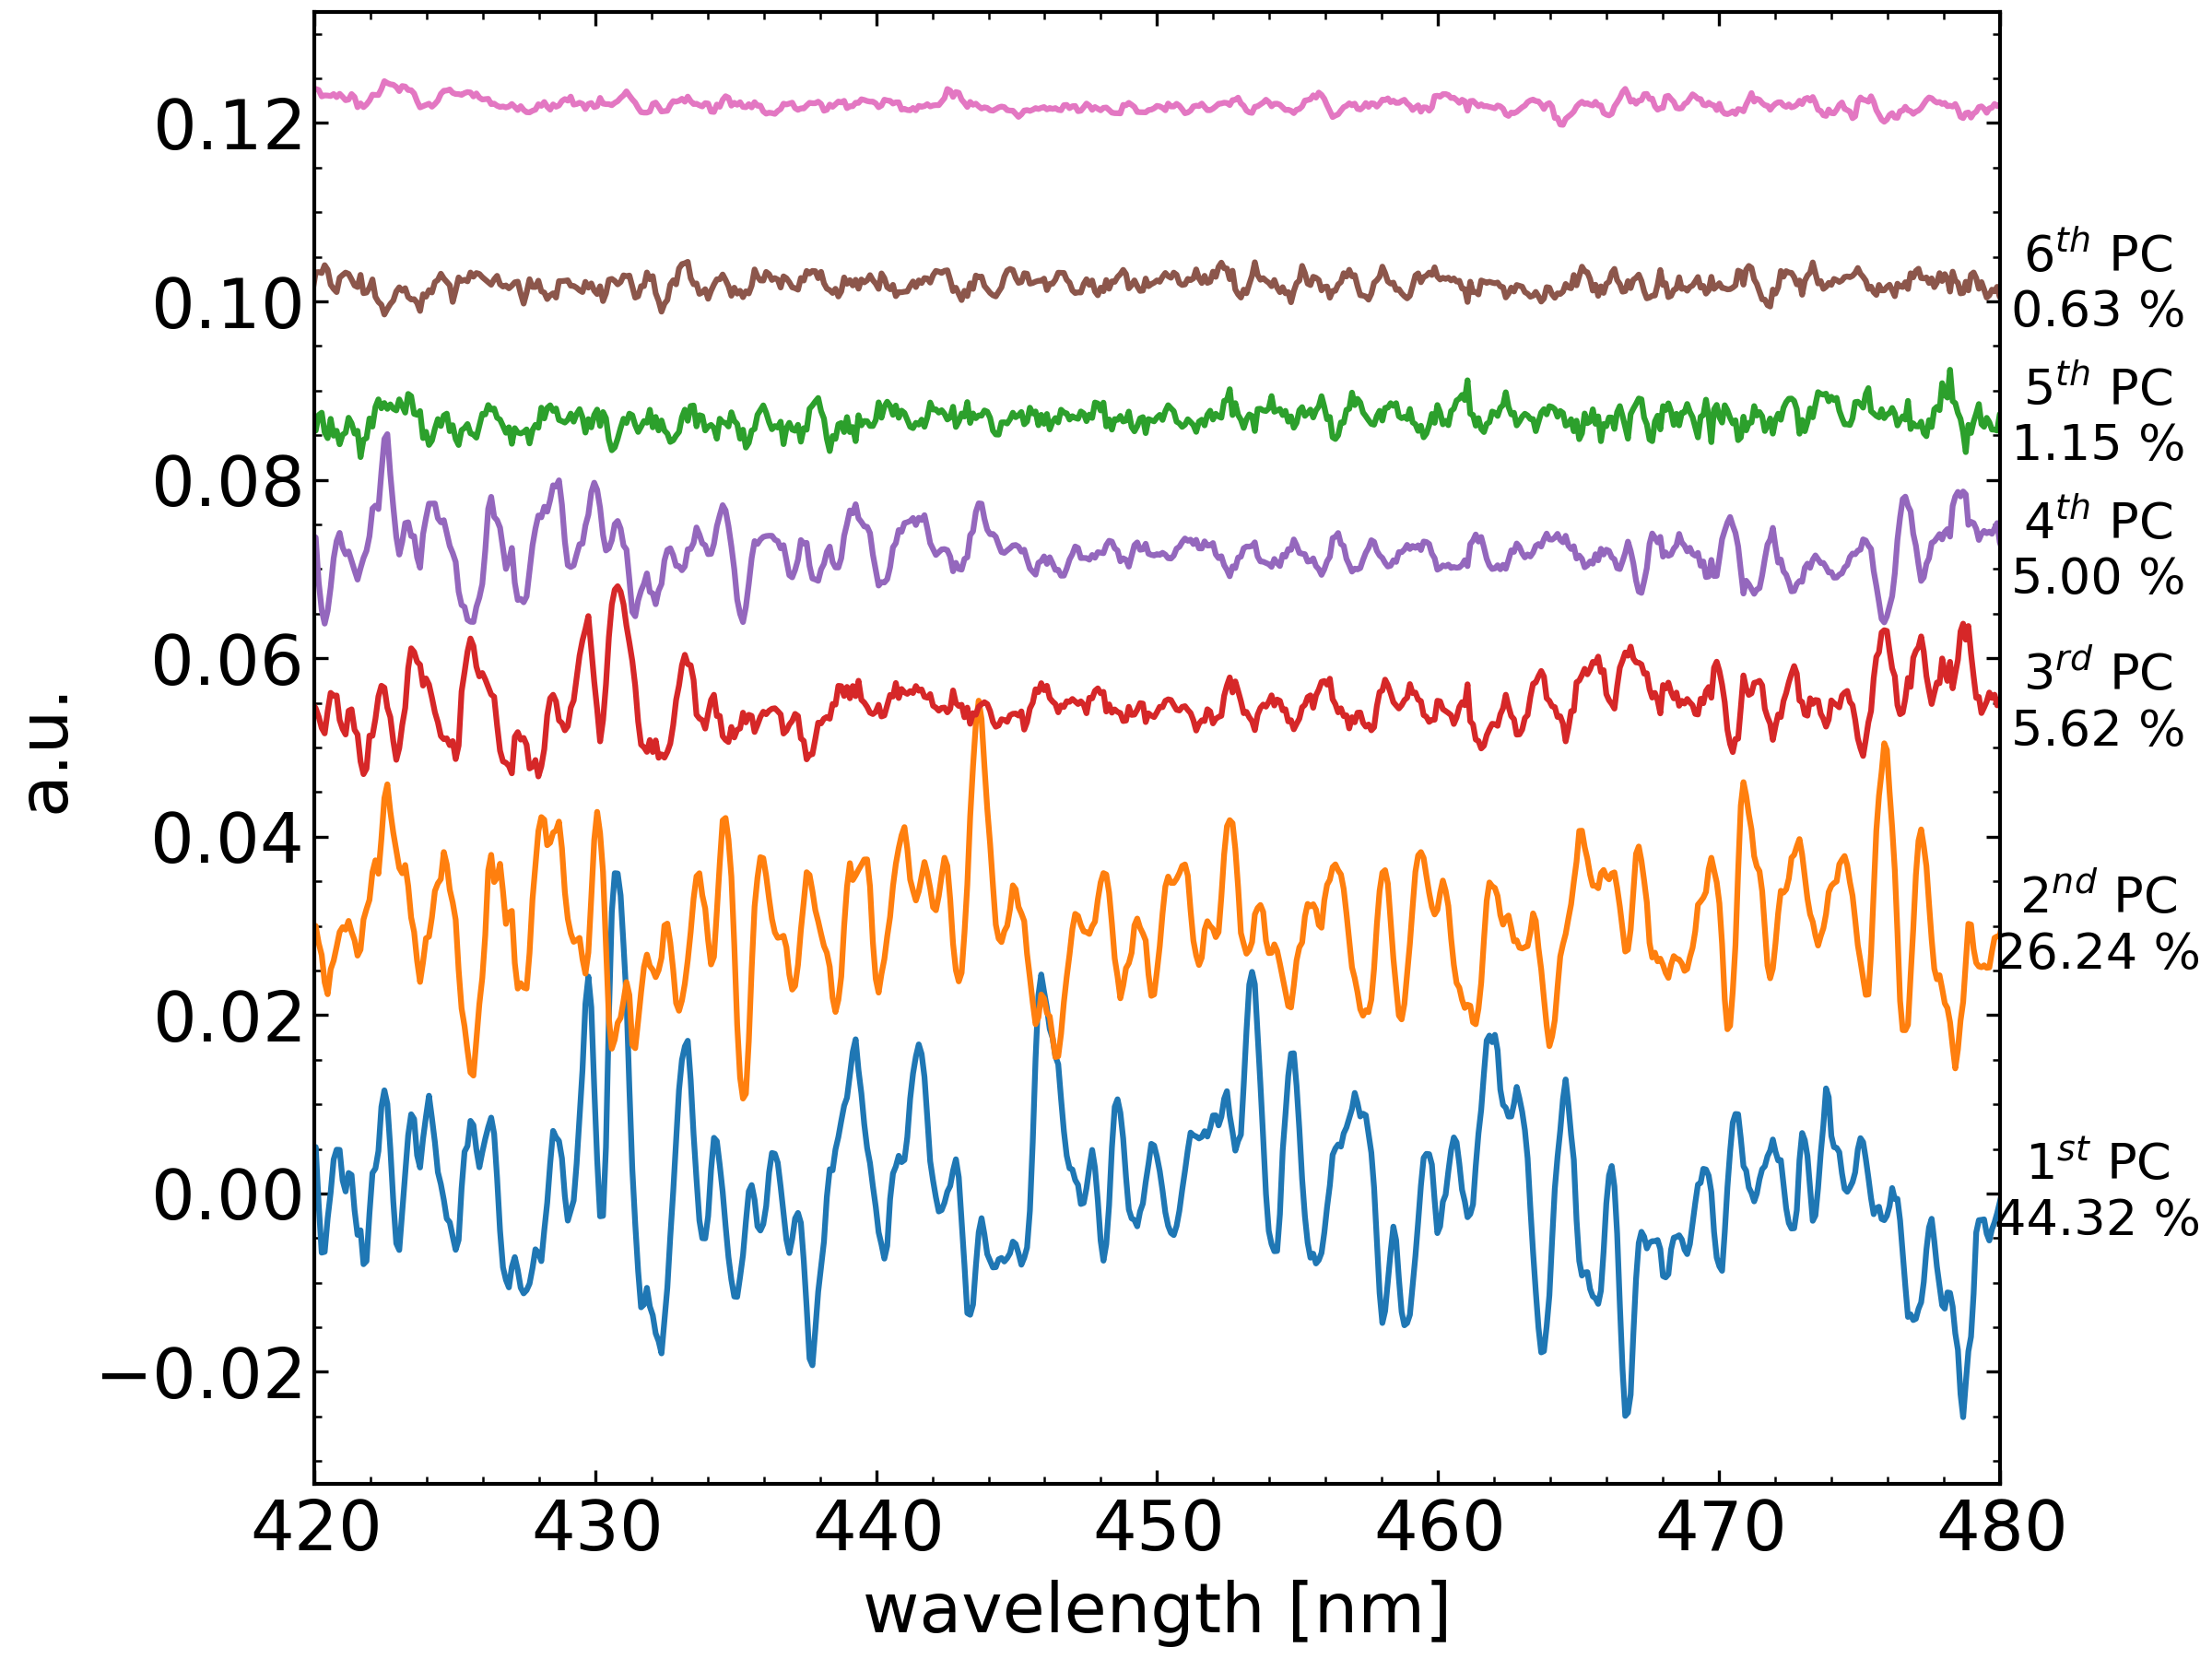 0.12
0.10
0.08
0.06
0.04
0.02
0.00
−0.02
a.u.
420 430 440 450 460 470 480
wavelength [nm]
6th PC
0.63 %
5th PC
1.15 %
4th PC
5.00 %
3rd PC
5.62 %
2nd PC
26.24 %
1st PC
44.32 %